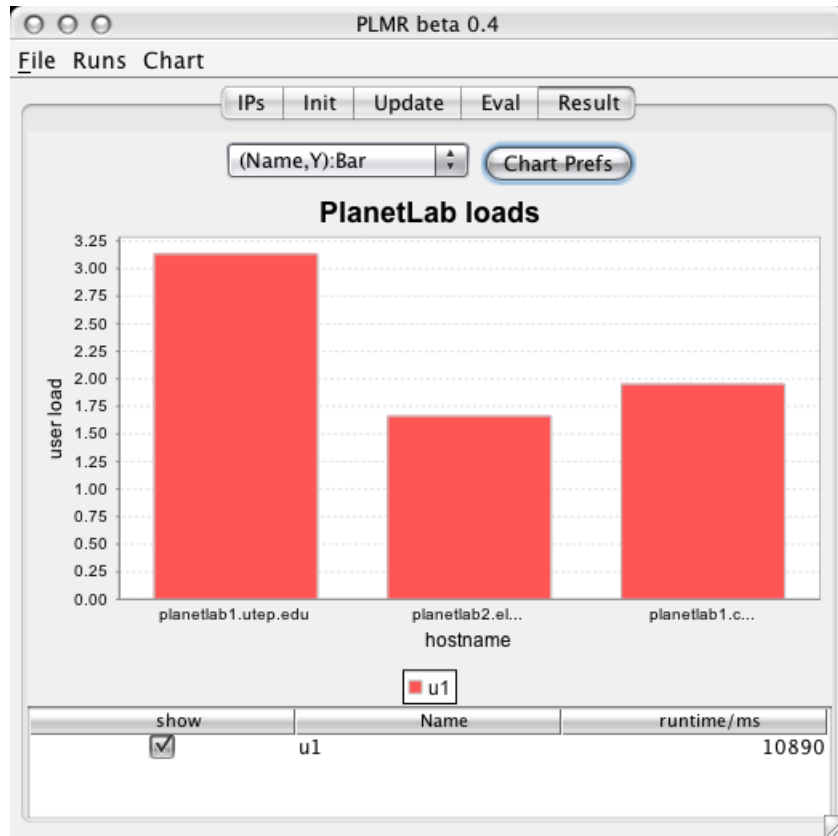 PLMR beta 0.4
File Runs Chart
IPs Init Update Eval Result
(Name,Y):Bar Chart Prefs
PlanetLab loads
3.25
3.00
2.75
2.50
2.25
2.00
1.75
1.50
1.25
1.00
0.75
0.50
0.25
0.00
user load
planetlab1.utep.edu planetlab2.el... planetlab1.c...
hostname
u1
show Name runtime/ms
u1 10890